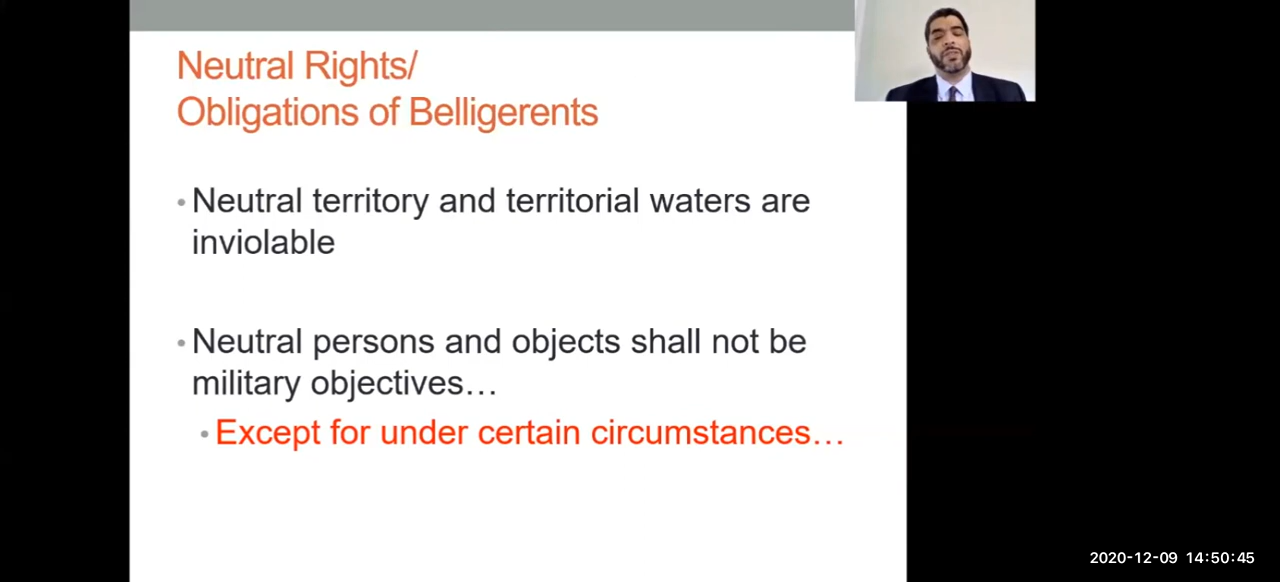 Neutral Rights/
Obligations of Belligerents
• Neutral territory and territorial waters are
inviolable
• Neutral persons and objects shall not be
military objectives…
• Except for under certain circumstances…
2020-12-09 14:50:45